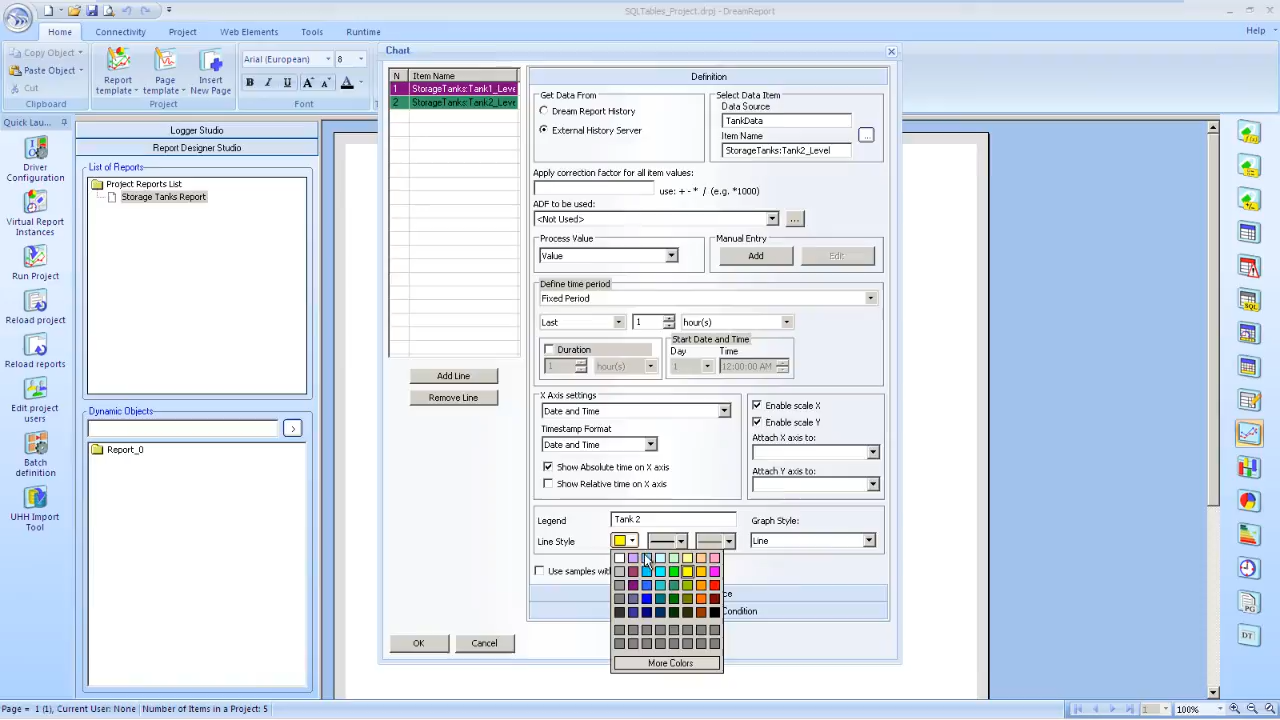 SQLTables_Project.drpj - DreamReport
Home
Connectivity
Project
Web Elements
Tools
Runtime
Help
Copy Object
Paste Object
Cut
Clipboard
Report template
Page template
Insert New Page
Project
Arial (European)
8
B I U A A A
Font
Chart
Quick Lau...
Driver Configuration
Virtual Report Instances
Run Project
Reload project
Reload reports
Edit project users
Batch definition
UHH Import Tool
Logger Studio
Report Designer Studio
List of Reports
Project Reports List
Storage Tanks Report
Dynamic Objects
>
Report_0
N Item Name
1 StorageTanks:Tank1_Leve
2 StorageTanks:Tank2_Leve
Add Line
Remove Line
OK
Cancel
Definition
Get Data From
Dream Report History
External History Server
Select Data Item
Data Source
TankData
Item Name
StorageTanks:Tank2_Level
...
Apply correction factor for all item values:
use: + - * / (e.g. *1000)
ADF to be used:
<Not Used>
...
Process Value
Value
Manual Entry
Add
Edit
Define time period
Fixed Period
Last
1
hour(s)
Duration
1
hour(s)
Start Date and Time
Day
Time
1
12:00:00 AM
X Axis settings
Date and Time
Timestamp Format
Date and Time
Show Absolute time on X axis
Show Relative time on X axis
Enable scale X
Enable scale Y
Attach X axis to:
Attach Y axis to:
Legend
Tank 2
Graph Style:
Line Style
Line
Use samples wit
ce
Condition
More Colors
SQL
PG
DT
Page = 1 (1), Current User: None
Number of Items in a Project: 5
1
100%